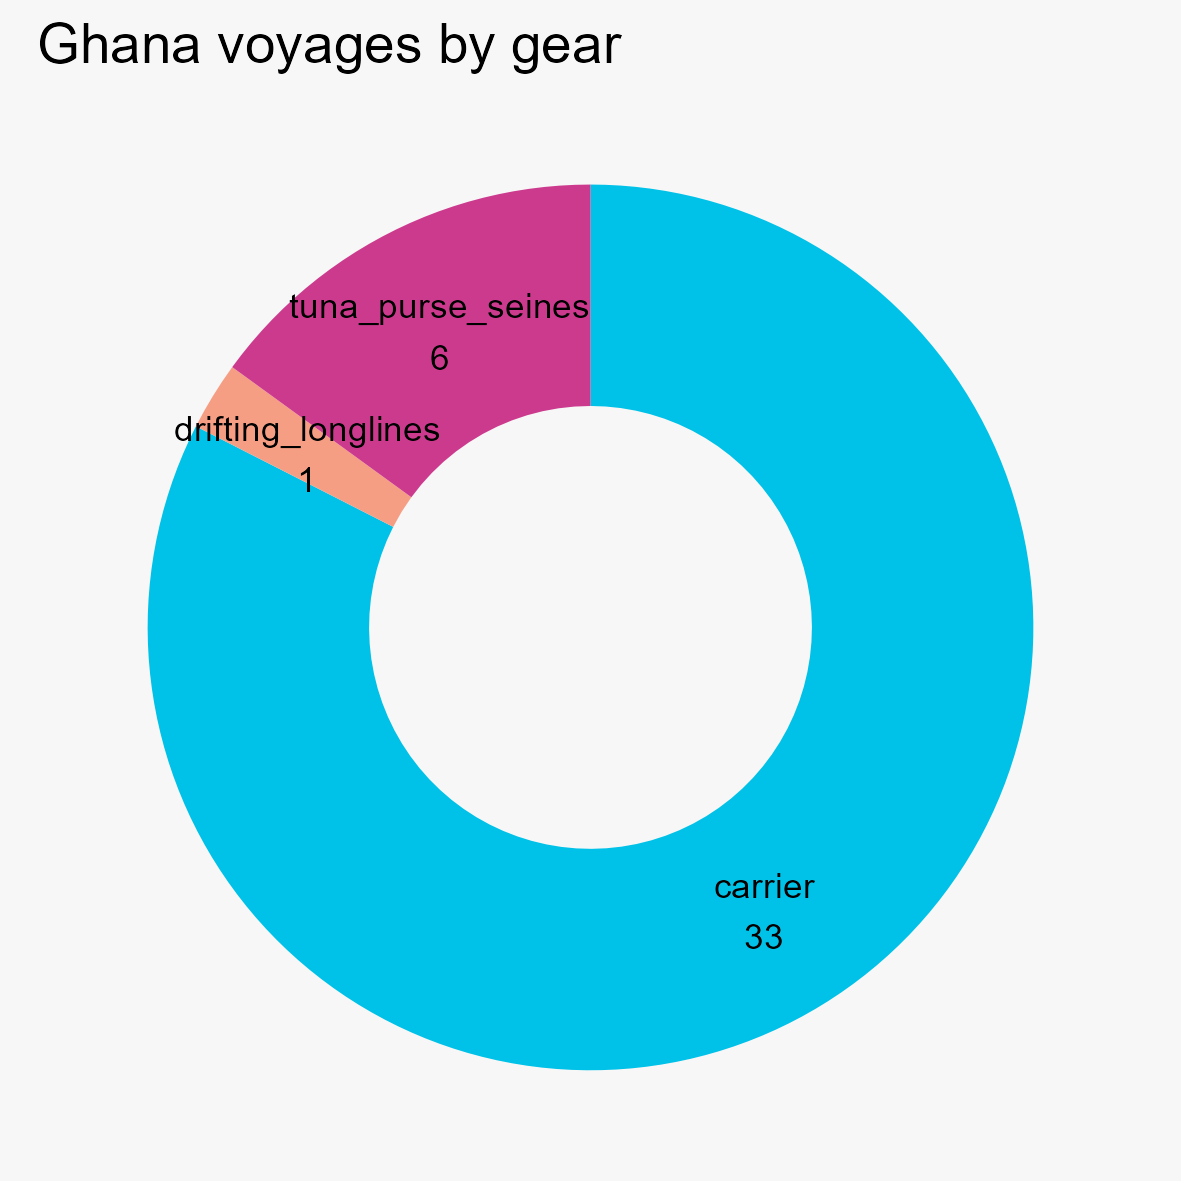 Ghana voyages by gear
tuna_purse_seines
6
drifting_longlines
1
carrier
33